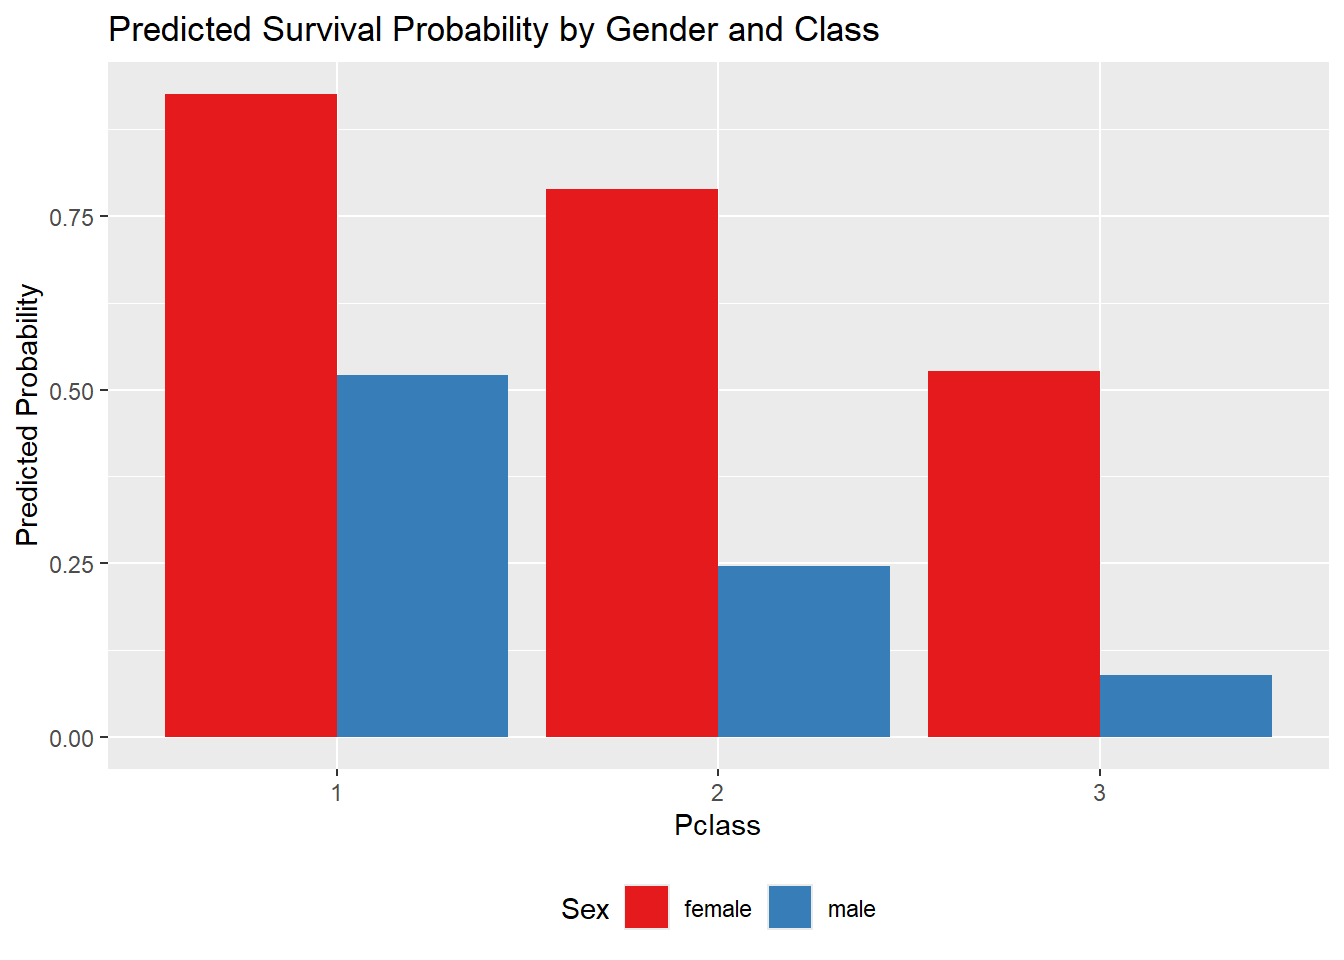 Predicted Survival Probability by Gender and Class
Predicted Probability
0.75
0.50
0.25
0.00
1 2 3
Pclass
Sex female male